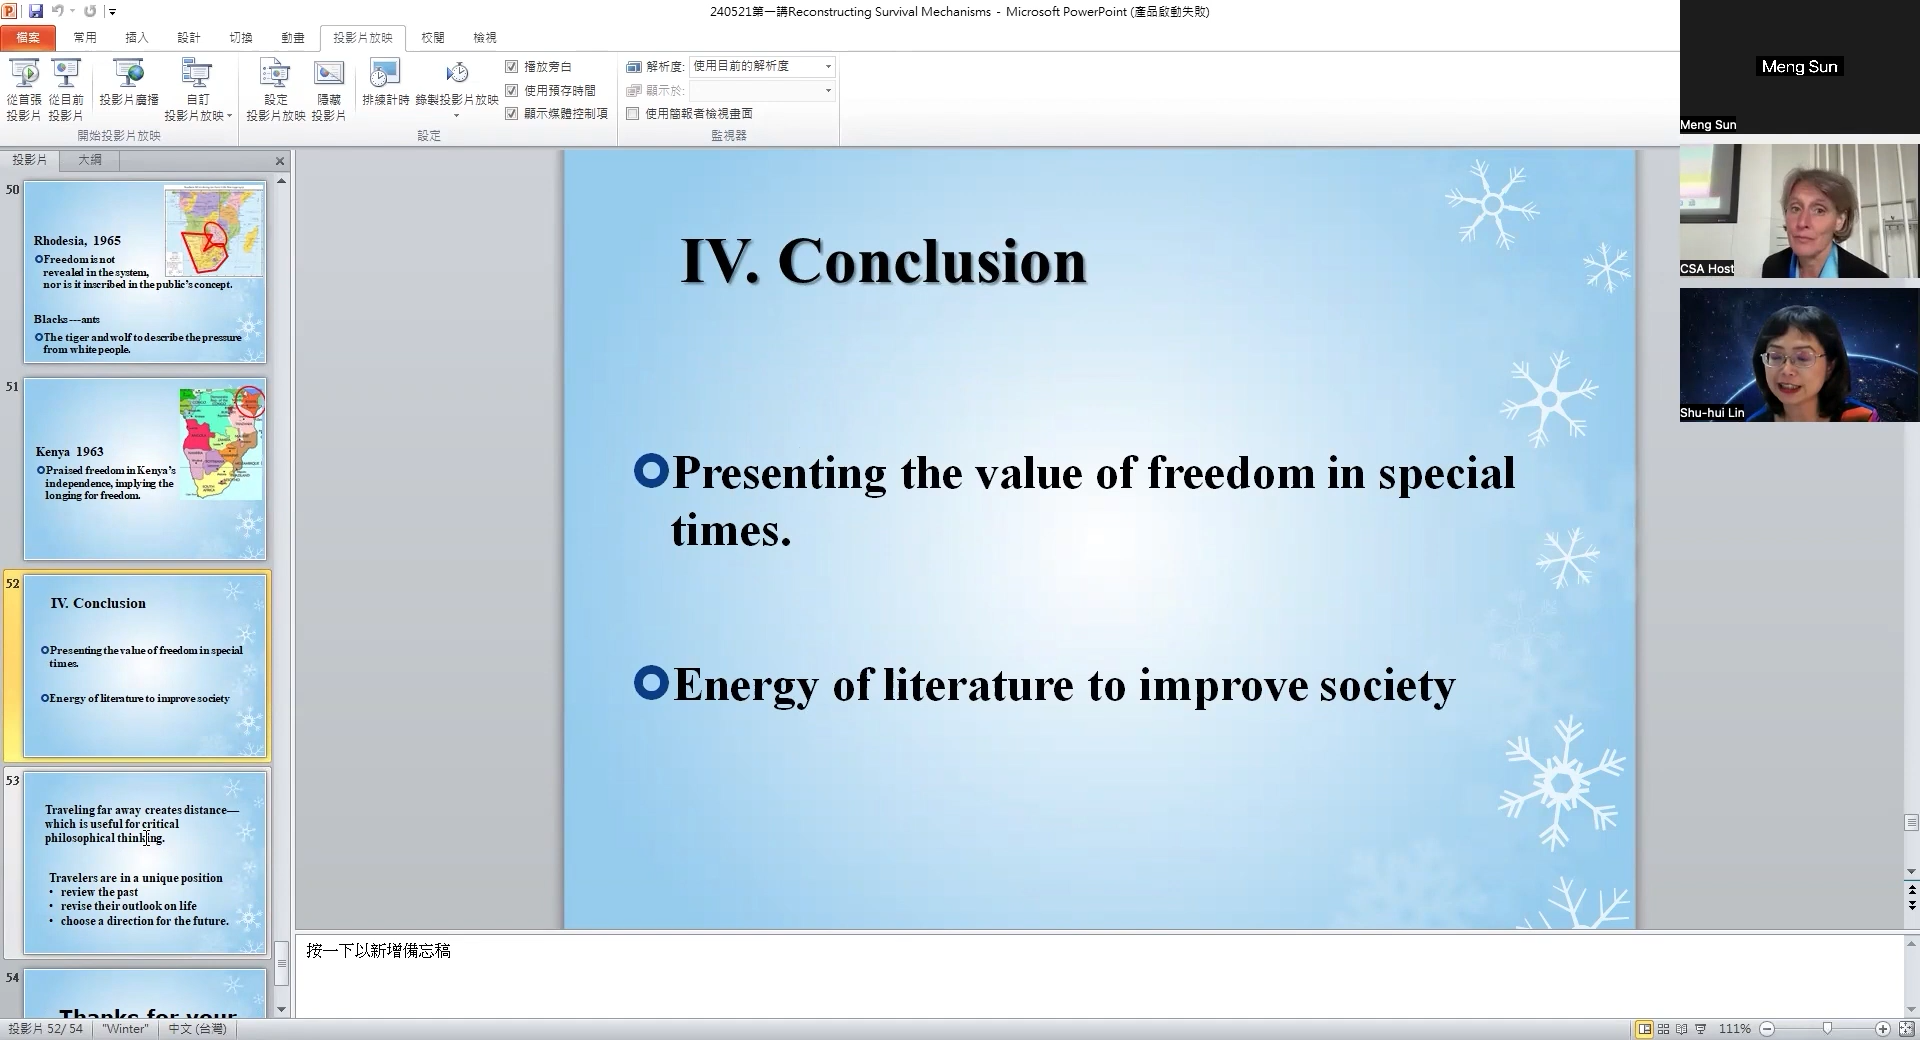 240521第一講Reconstructing Survival Mechanisms - Microsoft PowerPoint (產品啟動失敗)
檔案 常用 插入 設計 切換 動畫 投影片放映 校閱 檢視
從首張
投影片
從目前
投影片
投影片廣播
自訂
投影片放映
開始投影片放映
設定
投影片放映
隱藏
投影片
排練計時
錄製投影片放映
播放旁白
使用預存時間
顯示媒體控制項
設定
解析度: 使用目前的解析度
顯示於:
使用簡報者檢視畫面
監視器
投影片 大綱
50
Rhodesia, 1965
Freedom is not
revealed in the system,
nor is it inscribed in the public's concept.
Blacks---ants
The tiger and wolf to describe the pressure
from white people.
51
Kenya 1963
Praised freedom in Kenya's
independence, implying the
longing for freedom.
52
IV. Conclusion
Presenting the value of freedom in special
times.
Energy of literature to improve society
53
Traveling far away creates distance—
which is useful for critical
philosophical thinking.
Travelers are in a unique position
• review the past
• revise their outlook on life
• choose a direction for the future.
54
Thanks for your
IV. Conclusion
Presenting the value of freedom in special
times.
Energy of literature to improve society
按一下以新增備忘稿
Meng Sun
Meng Sun
CSA Host
Shu-hui Lin
投影片 52/ 54 "Winter" 中文 (台灣)
111%